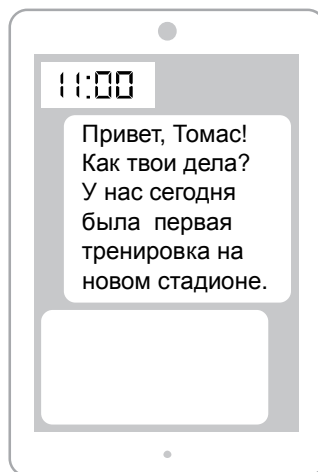 11:00
Привет, Томас!
Как твои дела?
У нас сегодня
была первая
тренировка на
новом стадионе.